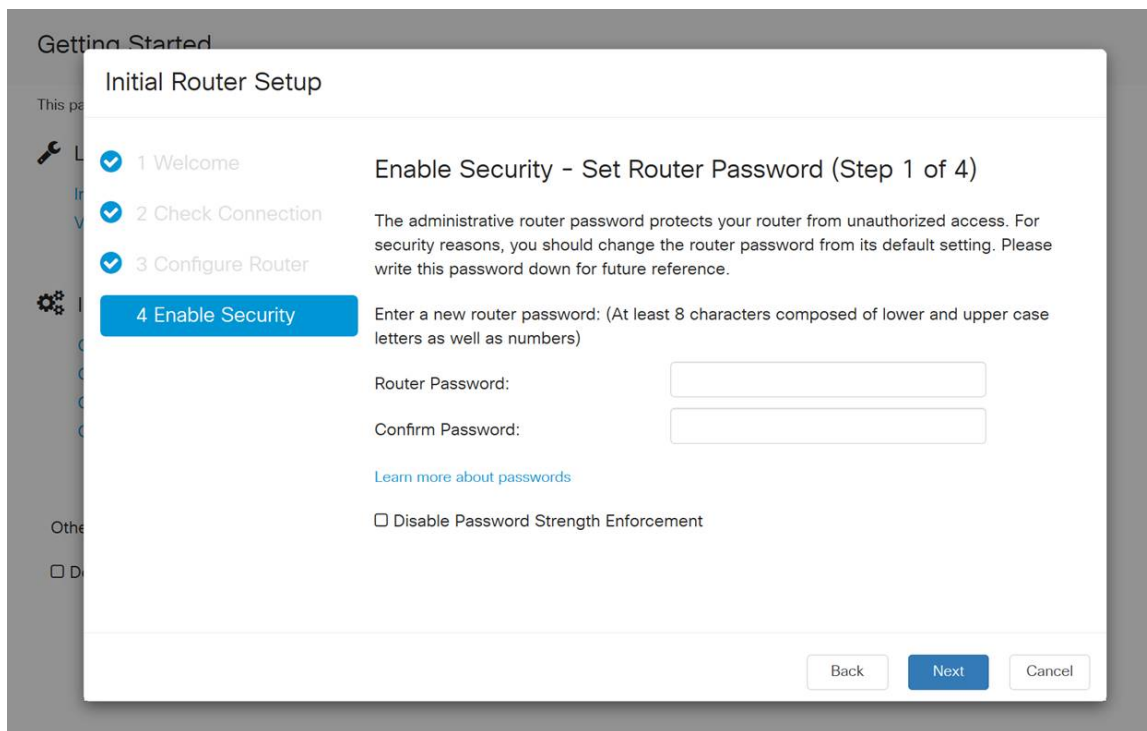 Getting Started
Initial Router Setup
This pa
1 Welcome
2 Check Connection
3 Configure Router
4 Enable Security
Enable Security - Set Router Password (Step 1 of 4)
The administrative router password protects your router from unauthorized access. For
security reasons, you should change the router password from its default setting. Please
write this password down for future reference.
Enter a new router password: (At least 8 characters composed of lower and upper case
letters as well as numbers)
Router Password:
Confirm Password:
Learn more about passwords
Disable Password Strength Enforcement
Othe
Back
Next
Cancel